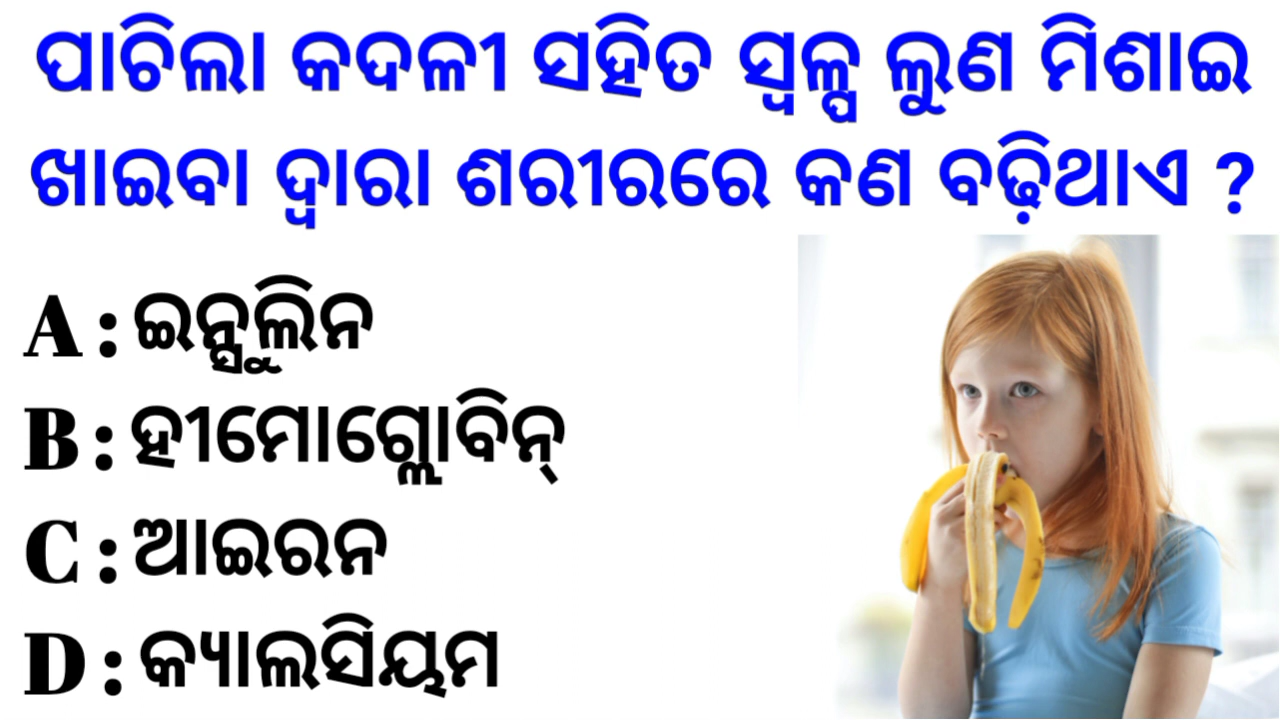 ପାଚିଲା କଦଳୀ ସହିତ ସ୍ୱଳ୍ପ ଲୁଣ ମିଶାଇ
ଖାଇବା ଦ୍ୱାରା ଶରୀରରେ କଣ ବଢ଼ିଥାଏ ?
A : ଇନ୍ସୁଲିନ
B : ହୀମୋଗ୍ଲୋବିନ୍
C : ଆଇରନ
D : କ୍ୟାଲସିୟମ